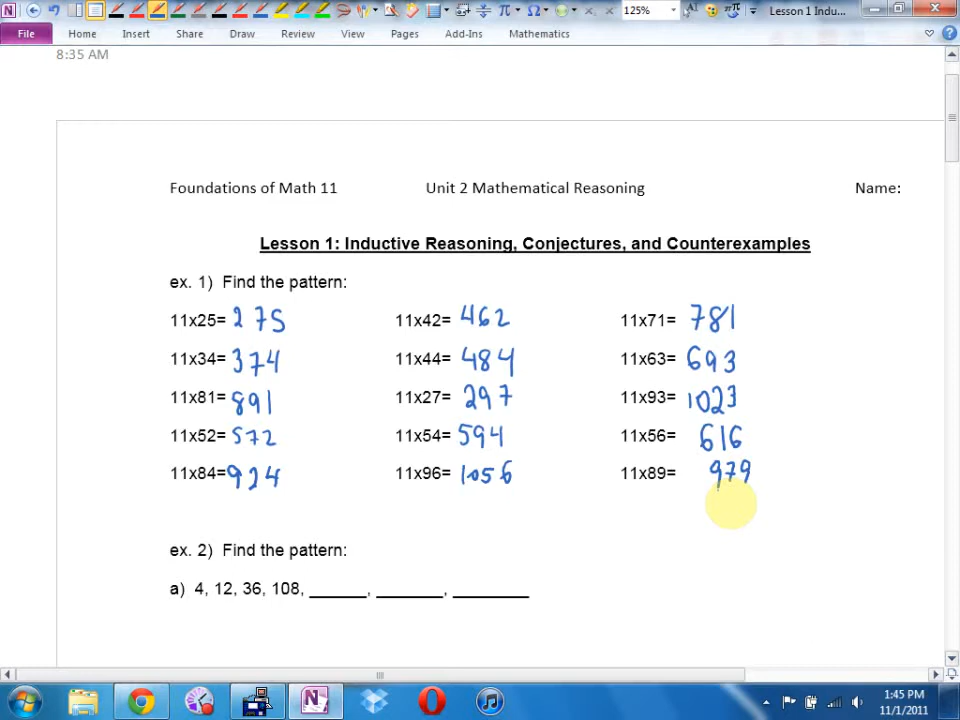 125%
Lesson 1 Indu...
File Home Insert Share Draw Review View Pages Add-Ins Mathematics
8:35 AM
Foundations of Math 11 Unit 2 Mathematical Reasoning Name:
Lesson 1: Inductive Reasoning, Conjectures, and Counterexamples
ex. 1) Find the pattern:
11x25= 275 11x42= 462 11x71= 781
11x34= 374 11x44= 484 11x63= 693
11x81= 891 11x27= 297 11x93= 1023
11x52= 572 11x54= 594 11x56= 616
11x84= 924 11x96= 1056 11x89= 979
ex. 2) Find the pattern:
a) 4, 12, 36, 108, ______, _______, ________
1:45 PM
11/1/2011